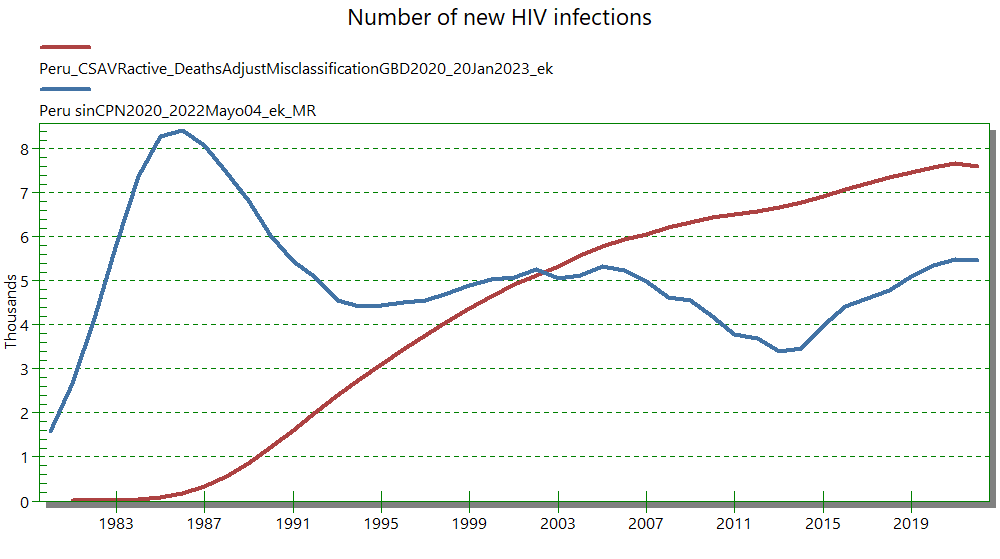 Number of new HIV infections
Peru_CSAVRactive_DeathsAdjustMisclassificationGBD2020_20Jan2023_ek
Peru sinCPN2020_2022Mayo04_ek_MR
Thousands
8
7
6
5
4
3
2
1
0
1983 1987 1991 1995 1999 2003 2007 2011 2015 2019